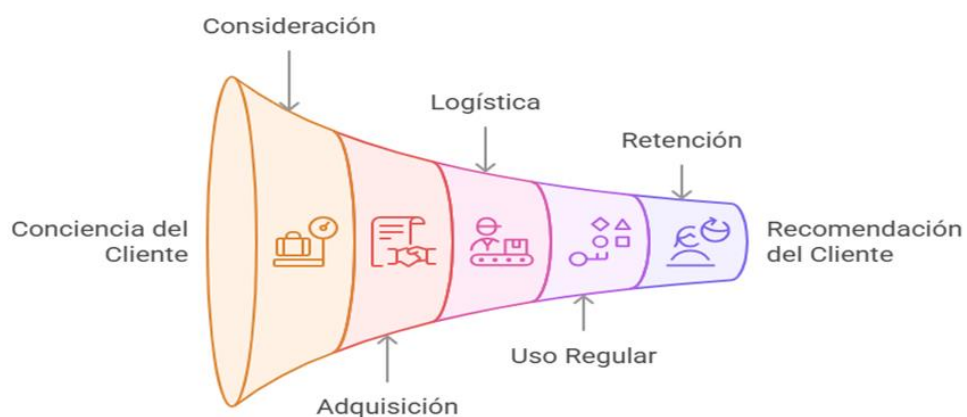 Consideración
Logística
Retención
Conciencia del
Cliente
Recomendación
del Cliente
Uso Regular
Adquisición